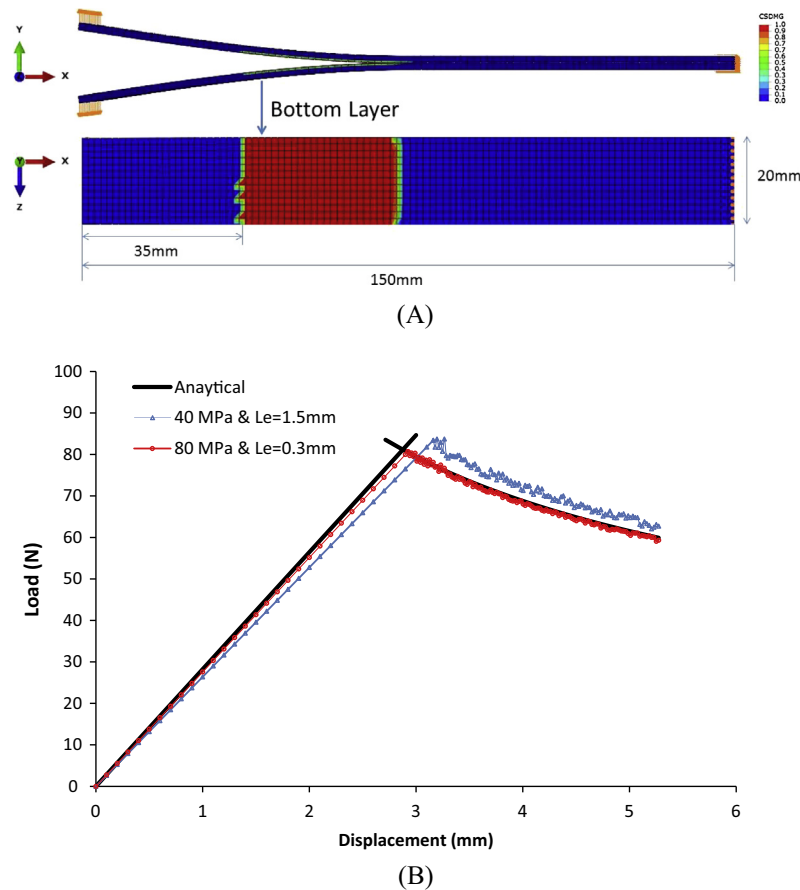 CSDMG
1.0
0.9
0.8
0.7
0.6
0.5
0.4
0.3
0.2
0.1
0.0
Y
X
Bottom Layer
Y
X
Z
20mm
35mm
150mm
(A)
100
90
80
70
60
50
40
30
20
10
0
Load (N)
Anaytical
40 MPa & Le=1.5mm
80 MPa & Le=0.3mm
0 1 2 3 4 5 6
Displacement (mm)
(B)